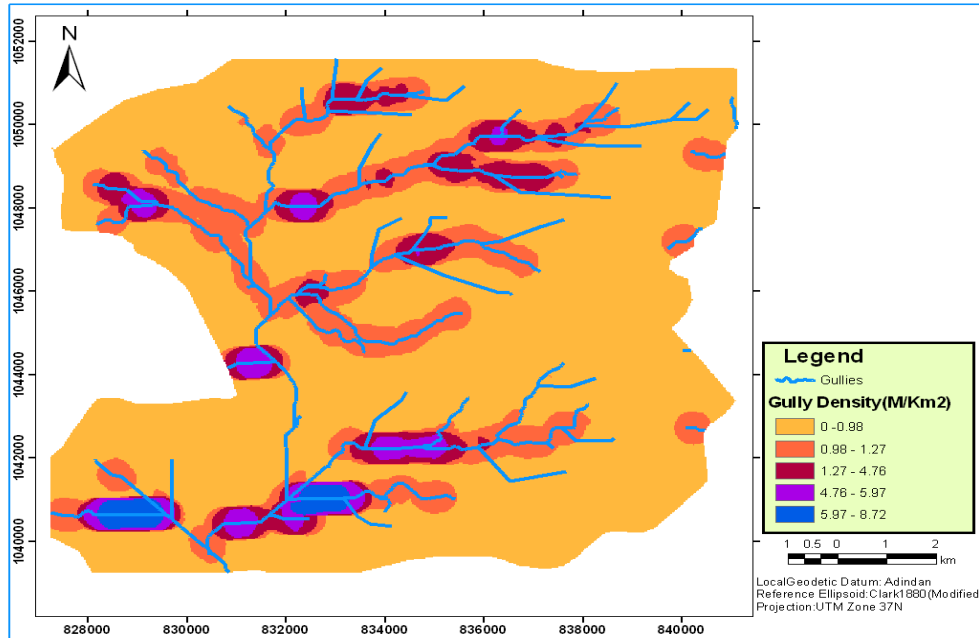 N
1052000
1050000
1048000
1046000
1044000
1042000
1040000
828000 830000 832000 834000 836000 838000 840000
Legend
Gullies
Gully Density(M/Km2)
0 -0.98
0.98 - 1.27
1.27 - 4.76
4.76 - 5.97
5.97 - 8.72
1 0.5 0 1 2
km
LocalGeodetic Datum: Adindan
Reference Ellipsoid:Clark1880(Modified
Projection:UTM Zone 37N